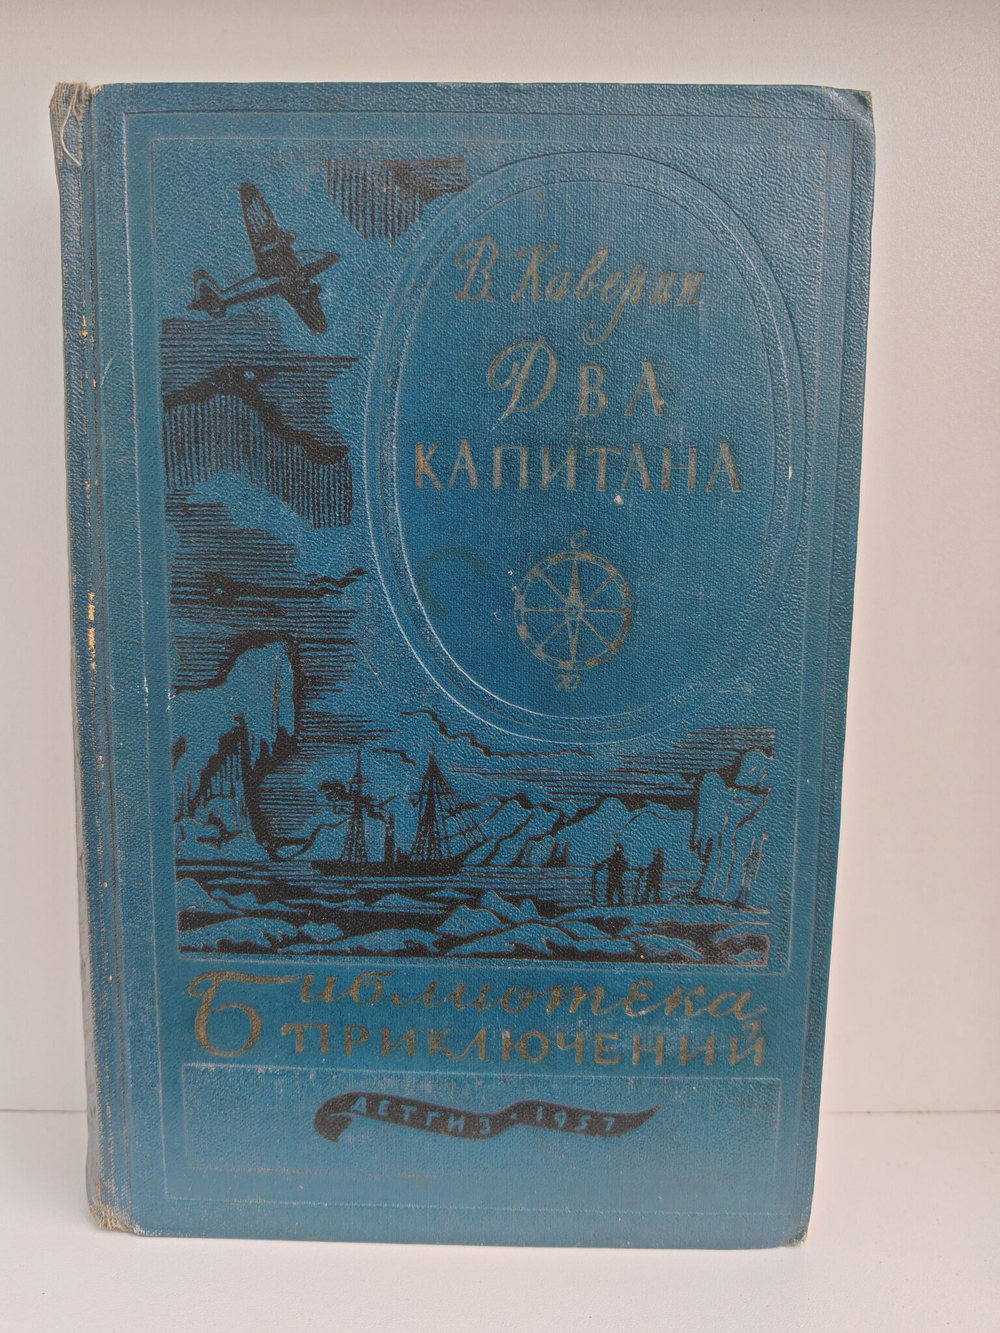 В. Каверин
ДВА
КАПИТАНА
С
Ю
Библиотека
ПРИКЛЮЧЕНИЙ
ДЕТГИЗ · 1957